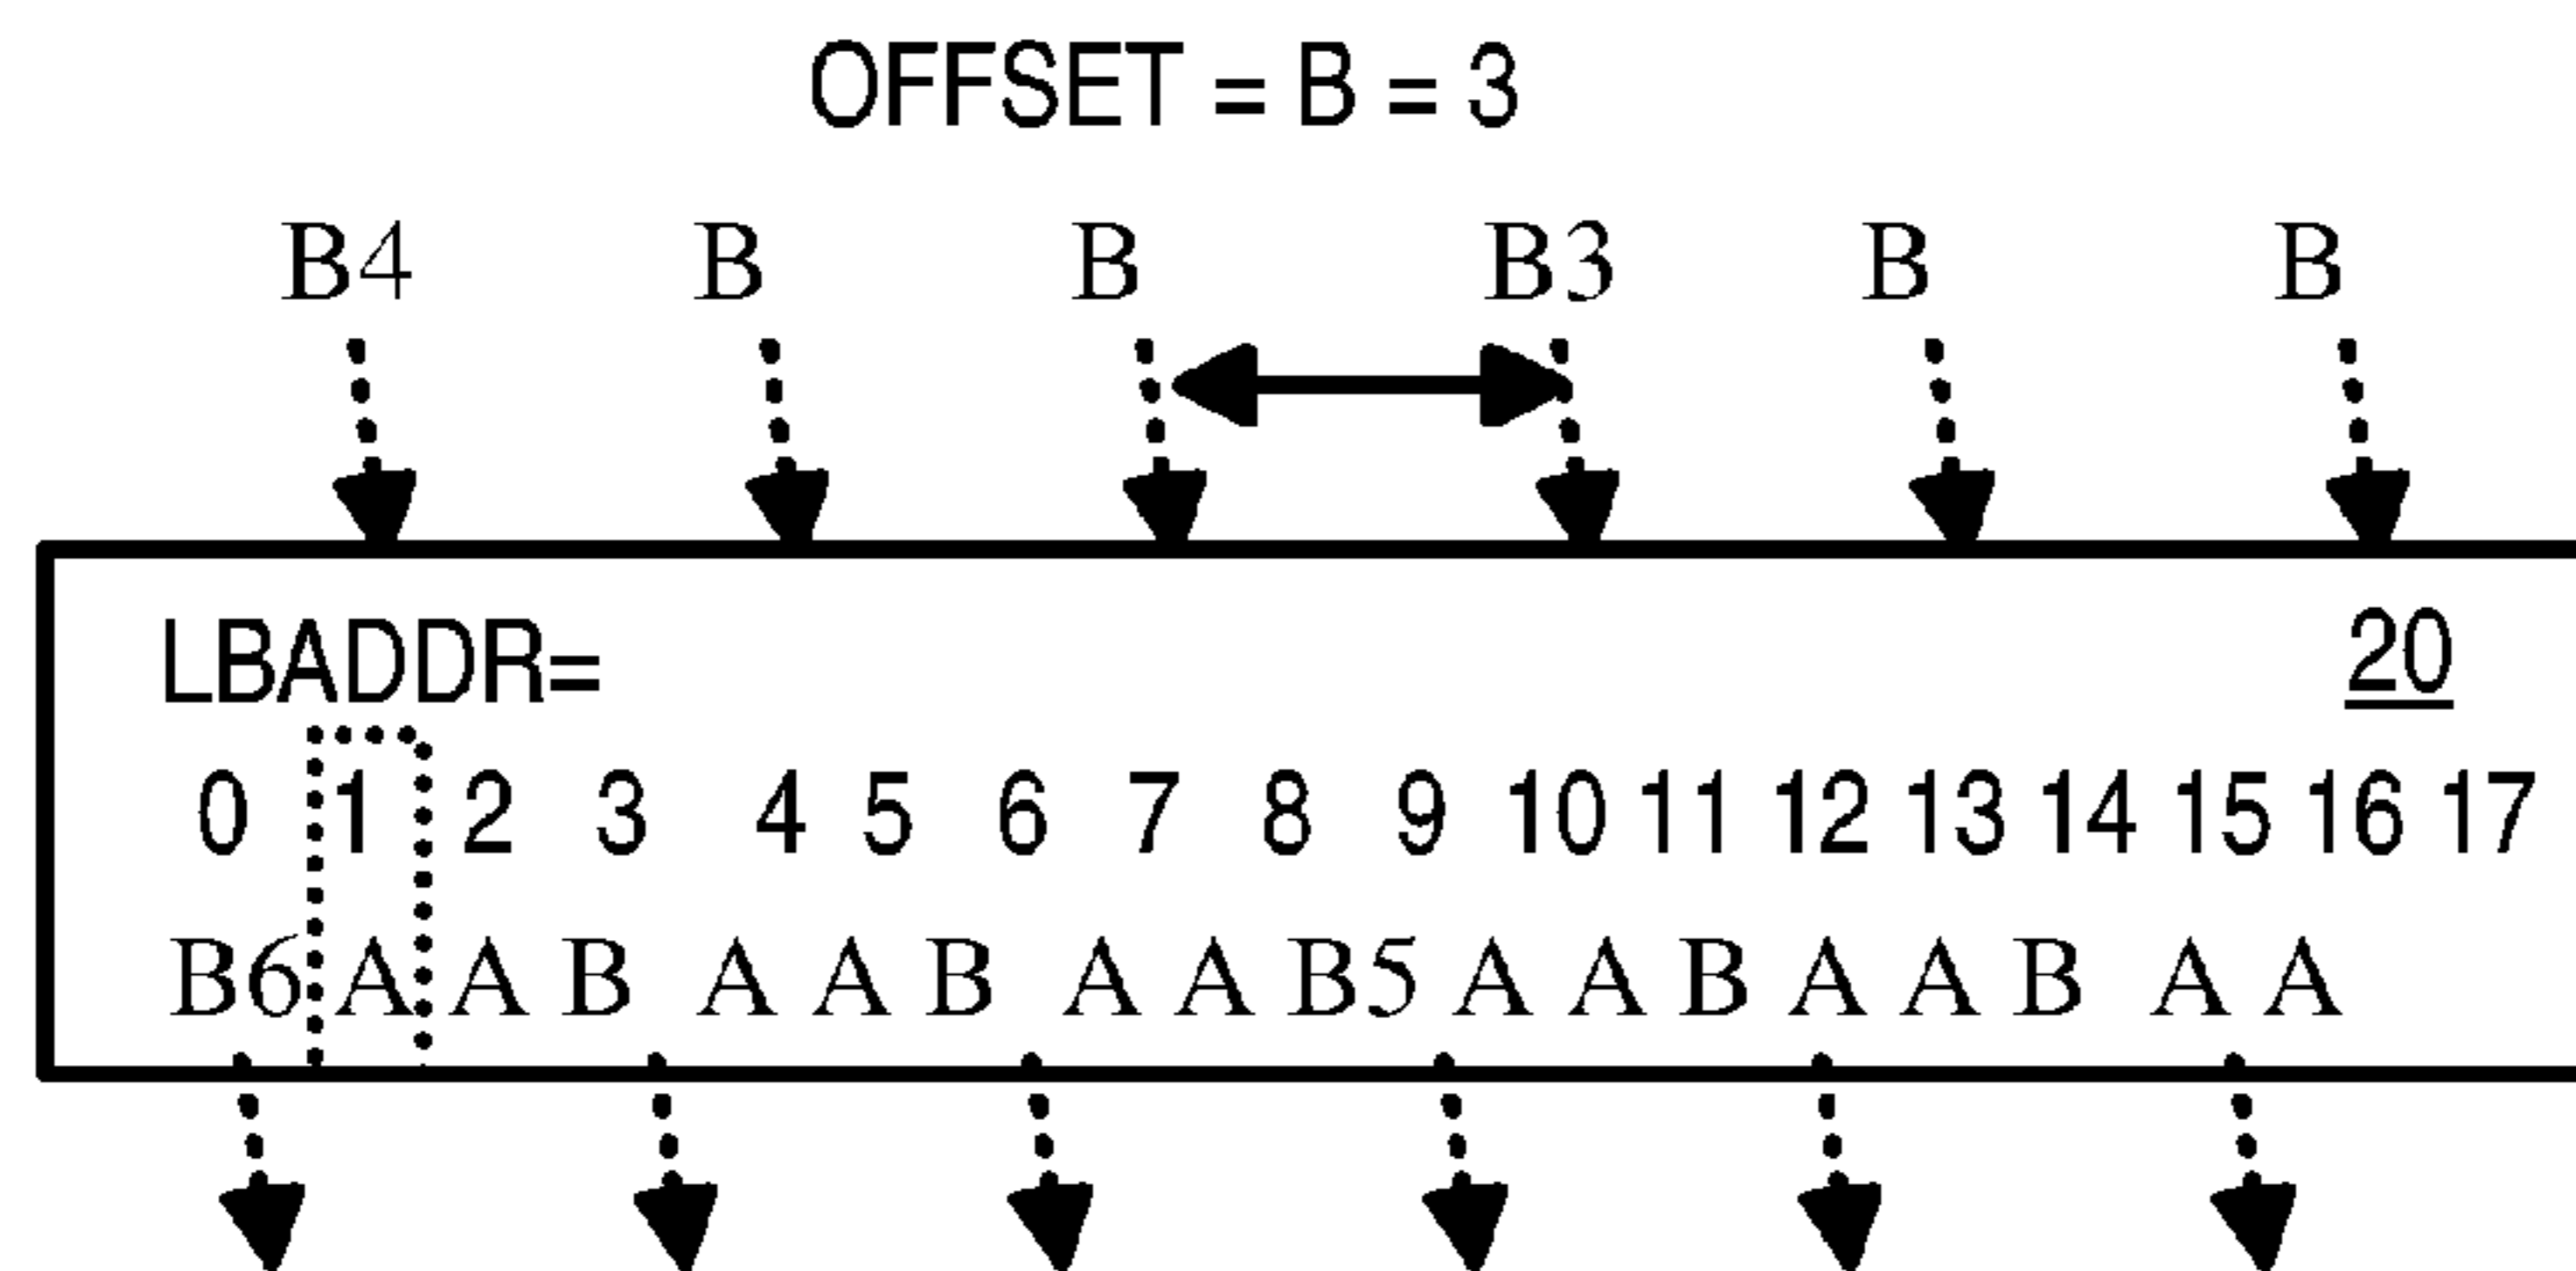 OFFSET = B = 3
B4 B B B3 B B
LBADDR= 20
0 1 2 3 4 5 6 7 8 9 10 11 12 13 14 15 16 17
B6 A A B A A B A A B5 A A B A A B A A